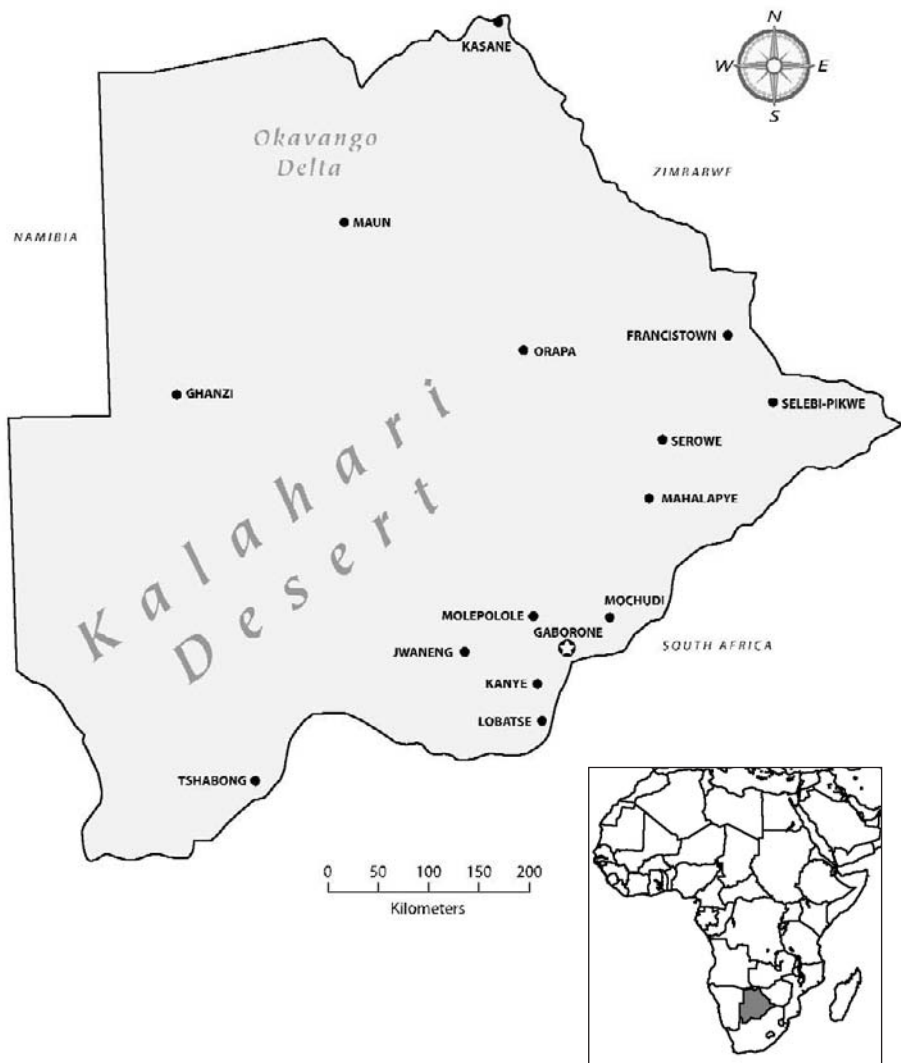 N
KASANE
W
E
S
Okavango
Delta
ZIMBABWE
MAUN
NAMIBIA
FRANCISTOWN
ORAPA
GHANZI
SELEBI-PIKWE
SEROWE
Kalahari
Desert
MAHALAPYE
MOCHUDI
MOLEPOLOLE
GABORONE
JWANENG
SOUTH AFRICA
KANYE
LOBATSE
TSHABONG
0 50 100 150 200
Kilometers